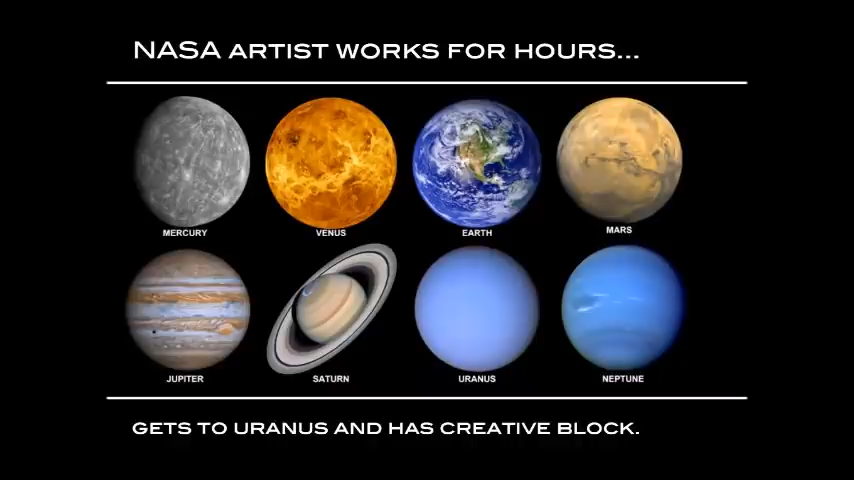 NASA ARTIST WORKS FOR HOURS...
MERCURY VENUS EARTH MARS
JUPITER SATURN URANUS NEPTUNE
GETS TO URANUS AND HAS CREATIVE BLOCK.